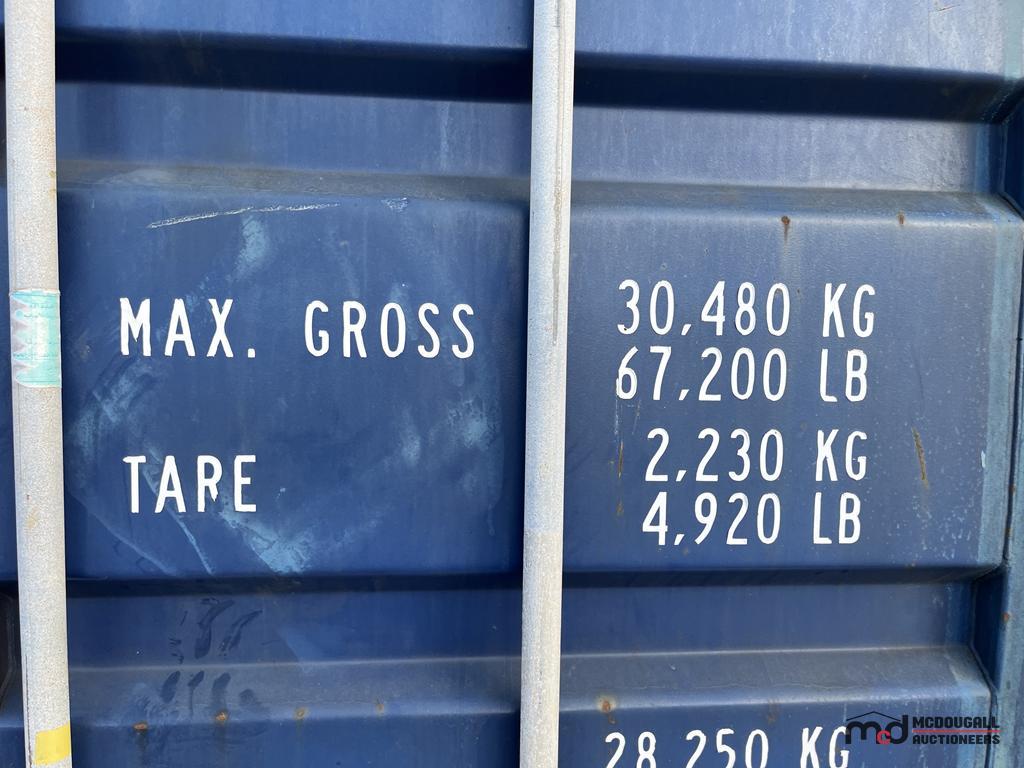 MAX. GROSS 30,480 KG
67,200 LB
TARE 2,230 KG
4,920 LB
28,250 KG
mcd MCDOUGALL
AUCTIONEERS